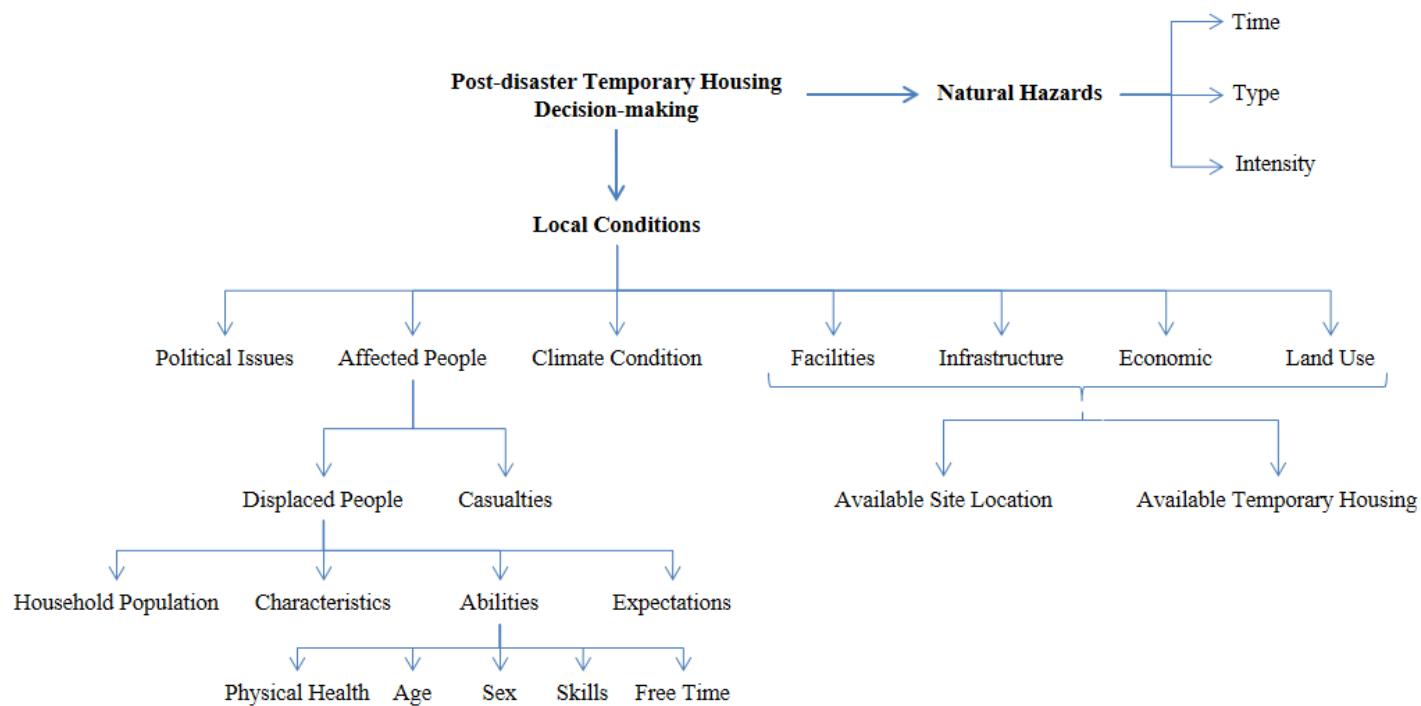 Time
Post-disaster Temporary Housing
Decision-making
Natural Hazards
Type
Intensity
Local Conditions
Political Issues
Affected People
Climate Condition
Facilities
Infrastructure
Economic
Land Use
Displaced People
Casualties
Available Site Location
Available Temporary Housing
Household Population
Characteristics
Abilities
Expectations
Physical Health
Age
Sex
Skills
Free Time